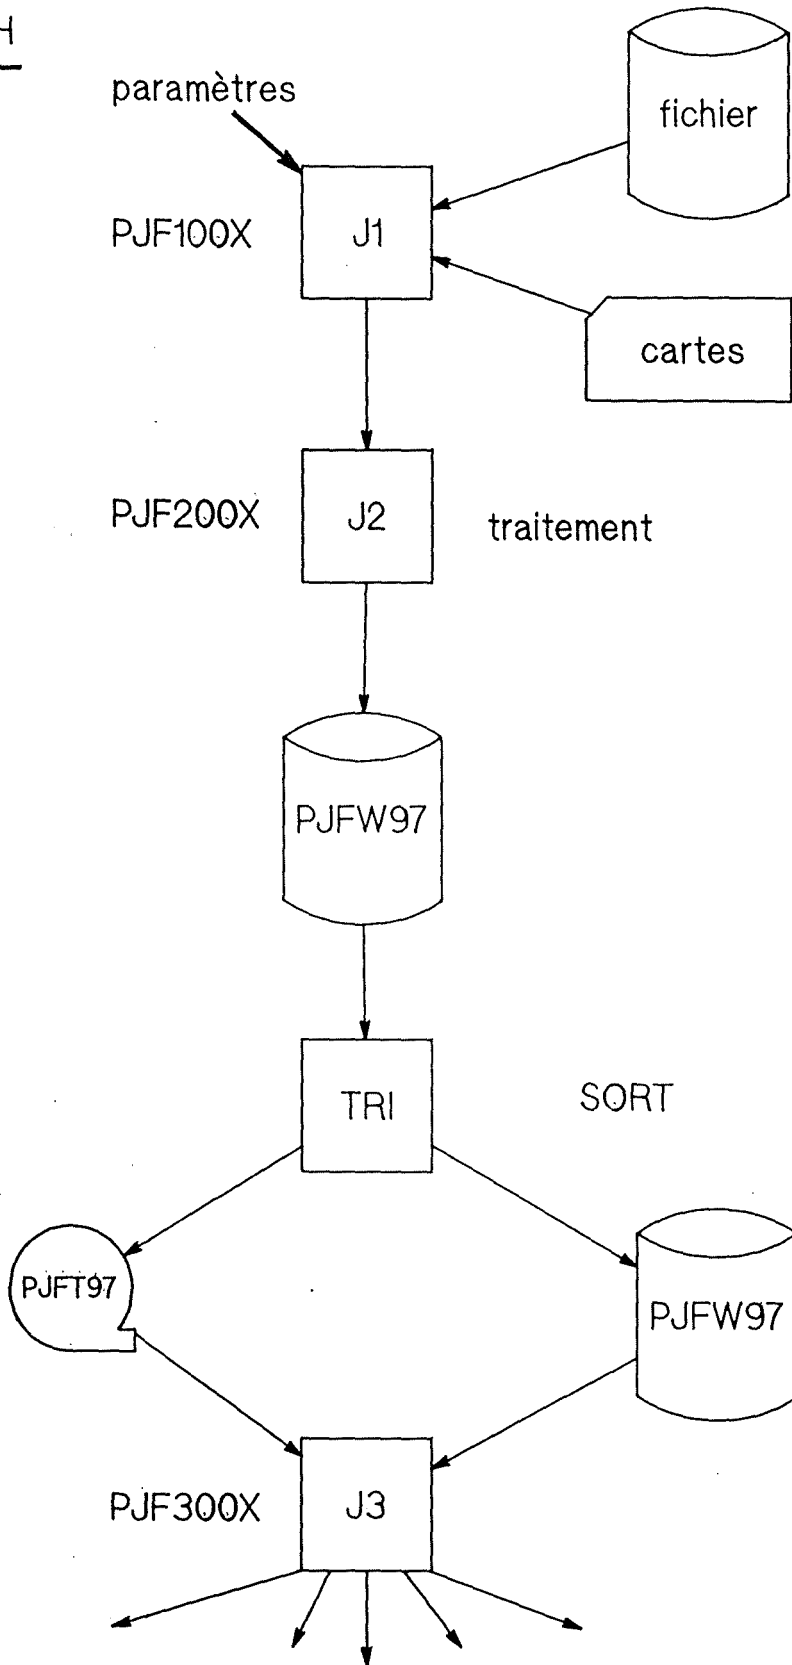 H
paramètres
fichier
PJF100X
J1
cartes
PJF200X
J2
traitement
PJFW97
TRI
SORT
PJFT97
PJFW97
PJF300X
J3